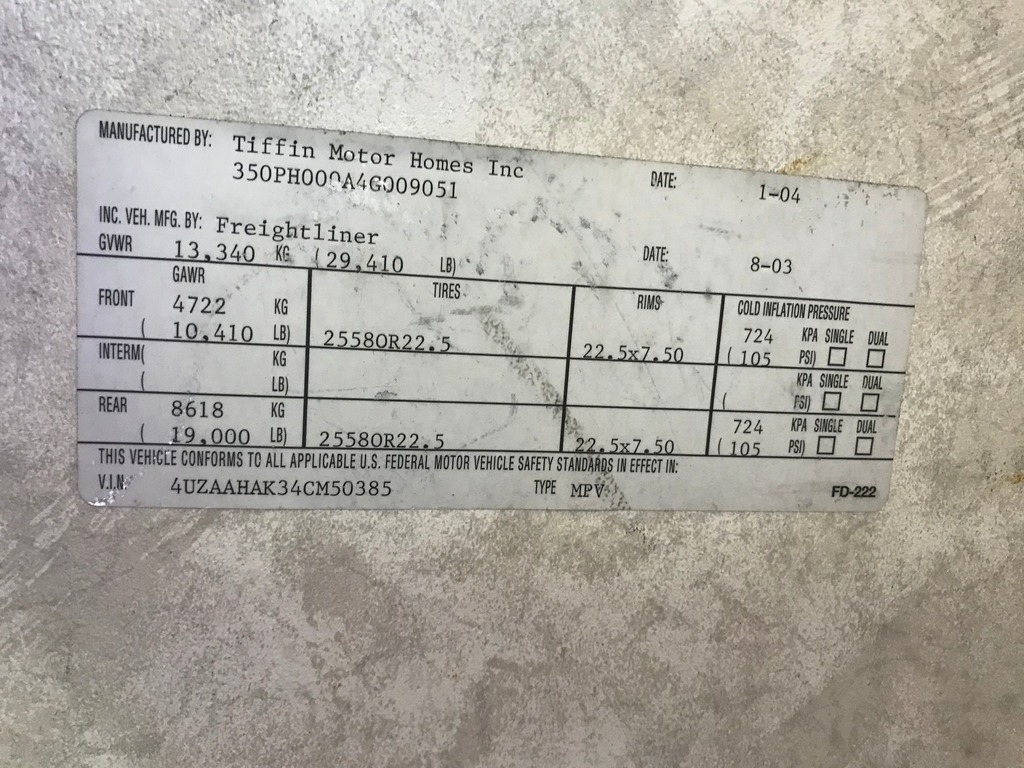 MANUFACTURED BY: Tiffin Motor Homes Inc DATE: 1-04
350PH000A4G009051
INC. VEH. MFG. BY: Freightliner DATE: 8-03
GVWR 13,340 KG (29,410 LB)
GAWR TIRES RIMS COLD INFLATION PRESSURE
FRONT 4722 KG 724 KPA SINGLE DUAL
( 10,410 LB) 25580R22.5 22.5x7.50 ( 105 PSI)
INTERM( KG KPA SINGLE DUAL
( LB) ( PSI)
REAR 8618 KG 724 KPA SINGLE DUAL
( 19,000 LB) 25580R22.5 22.5x7.50 ( 105 PSI)
THIS VEHICLE CONFORMS TO ALL APPLICABLE U.S. FEDERAL MOTOR VEHICLE SAFETY STANDARDS IN EFFECT IN:
V.I.N. 4UZAAHAK34CM50385 TYPE MPV FD-222